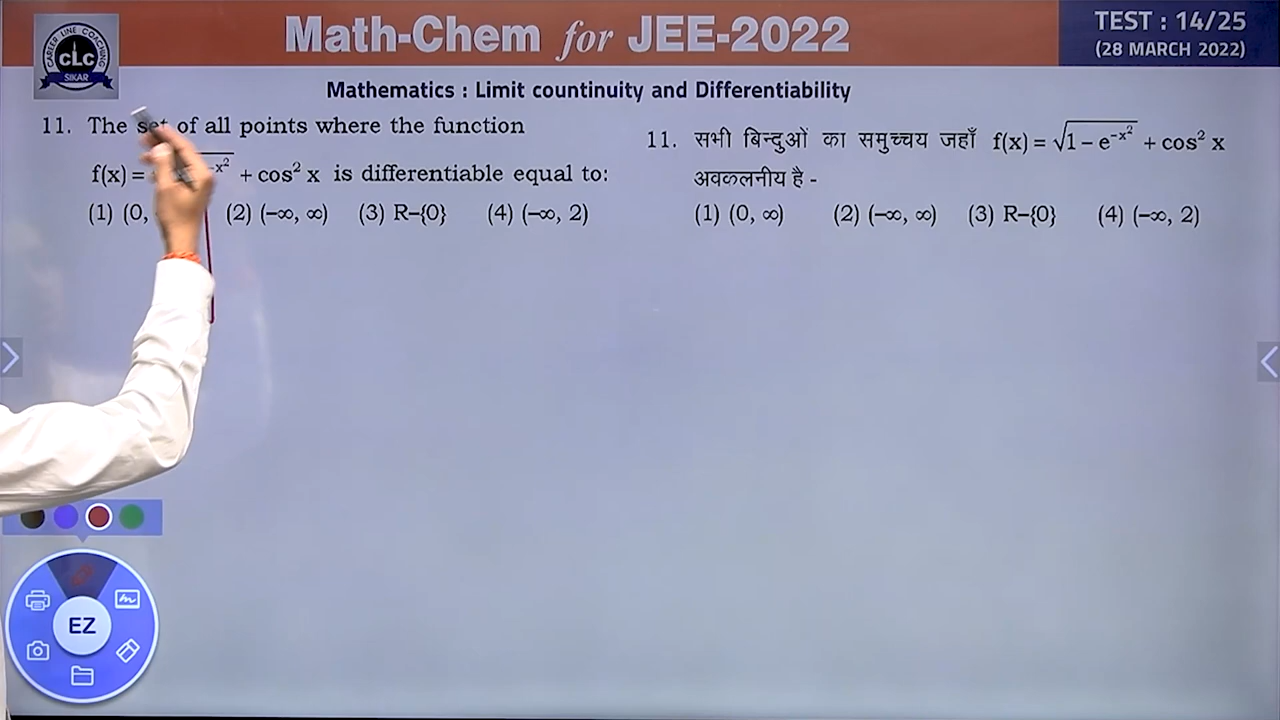 CAREER LINE COACHING
CLC
SIKAR
Math-Chem for JEE-2022
TEST : 14/25
(28 MARCH 2022)
Mathematics : Limit countinuity and Differentiability
11. The set of all points where the function
f(x) = -x² + cos² x is differentiable equal to:
(1) (0, (2) (–∞, ∞) (3) R–{0} (4) (–∞, 2)
11. सभी बिन्दुओं का समुच्चय जहाँ f(x) = √1 – e^–x² + cos² x
अवकलनीय है -
(1) (0, ∞) (2) (–∞, ∞) (3) R–{0} (4) (–∞, 2)
EZ